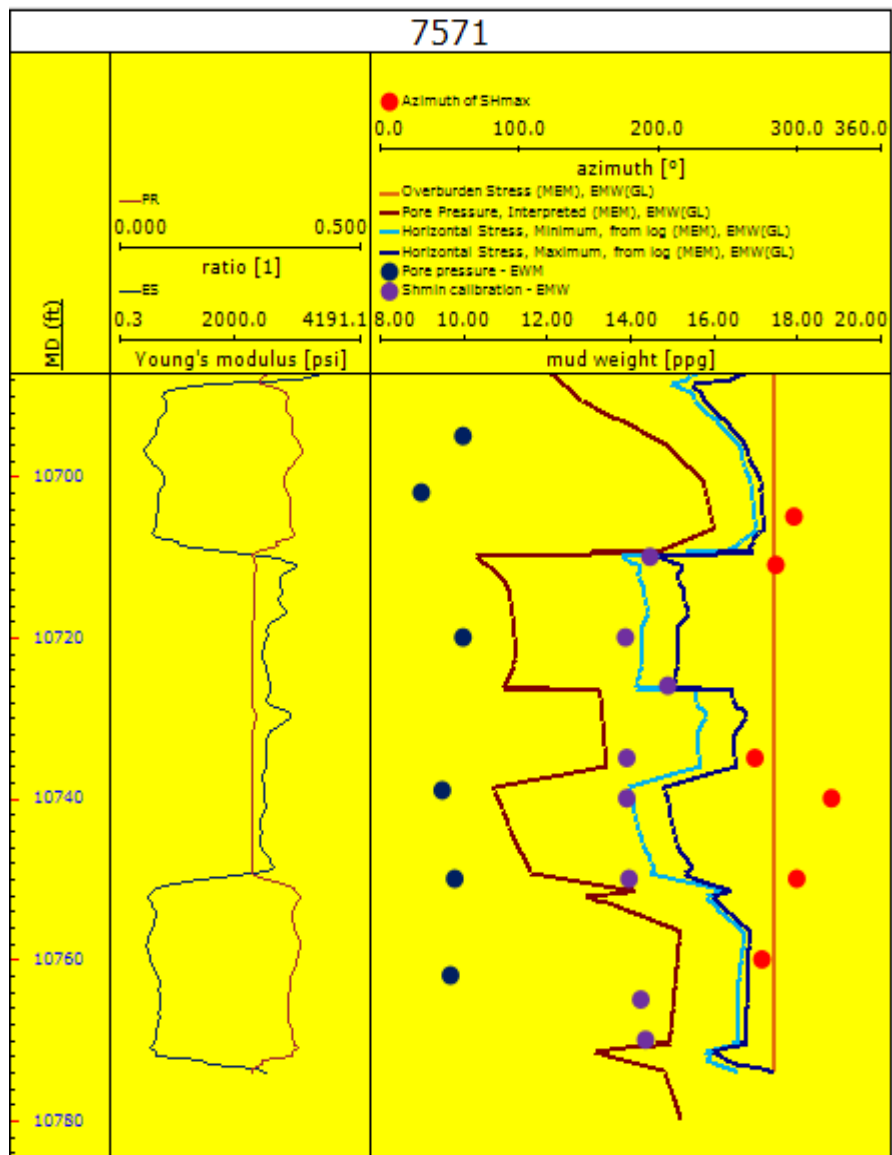 7571
Azimuth of SHmax
0.0 100.0 200.0 300.0 360.0
azimuth [º]
Overburden Stress (MEM), EMW(GL)
PR
Pore Pressure, Interpreted (MEM), EMW(GL)
0.000 0.500
Horizontal Stress, Minimum, from log (MEM), EMW(GL)
Horizontal Stress, Maximum, from log (MEM), EMW(GL)
ratio [1]
Pore pressure - EWM
ES
Shmin calibration - EMW
MD (ft)
0.3 2000.0 4191.1
8.00 10.00 12.00 14.00 16.00 18.00 20.00
Young's modulus [psi]
mud weight [ppg]
10700
10720
10740
10760
10780